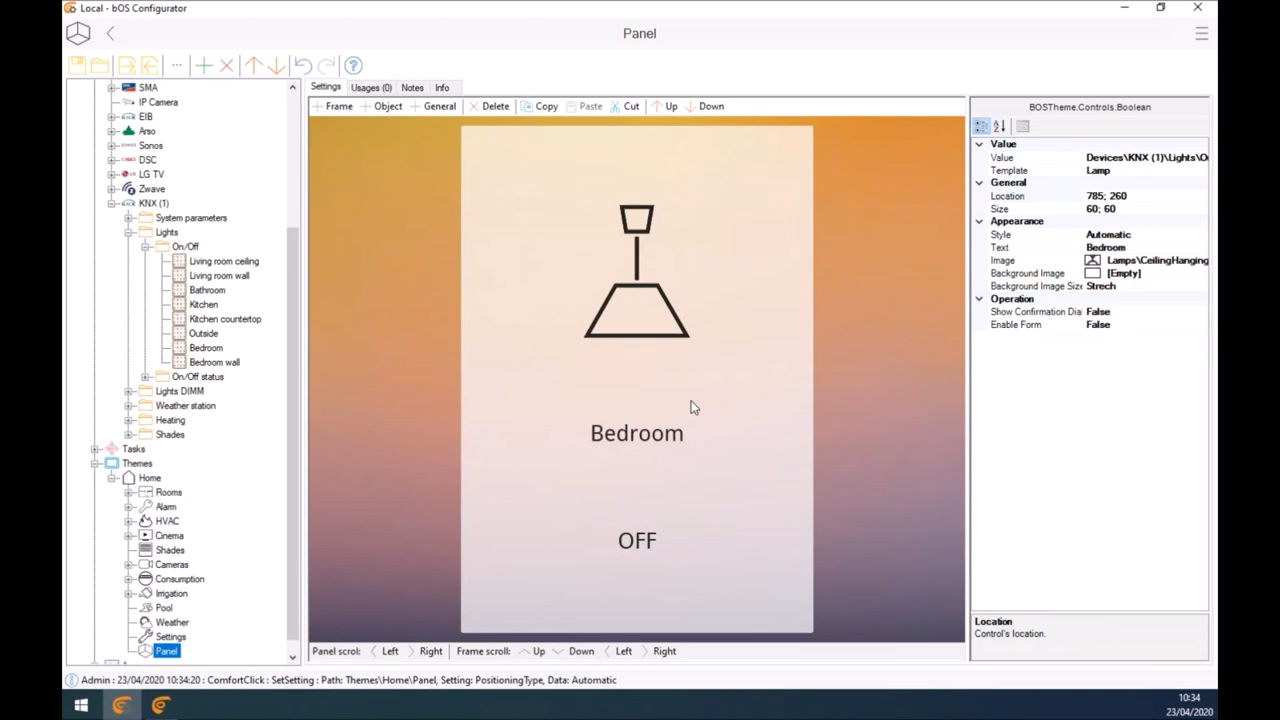 Local - bOS Configurator
Panel
Settings
Usages (0)
Notes
Info
SMA
IP Camera
EIB
Arso
Sonos
DSC
LG TV
Zwave
KNX (1)
System parameters
Lights
On/Off
Living room ceiling
Living room wall
Bathroom
Kitchen
Kitchen countertop
Outside
Bedroom
Bedroom wall
On/Off status
Lights DIMM
Weather station
Heating
Shades
Tasks
Themes
Home
Rooms
Alarm
HVAC
Cinema
Shades
Cameras
Consumption
Irrigation
Pool
Weather
Settings
Panel
Frame Object General Delete Copy Paste Cut Up Down
Bedroom
OFF
Panel scrol: Left Right Frame scroll: Up Down Left Right
BOSTheme.Controls.Boolean
Value
Value Devices\KNX (1)\Lights\O
Template Lamp
General
Location 785; 260
Size 60; 60
Appearance
Style Automatic
Text Bedroom
Image Lamps\CeilingHanging
Background Image [Empty]
Background Image Size Strech
Operation
Show Confirmation Dia False
Enable Form False
Location
Control's location.
Admin : 23/04/2020 10:34:20 : ComfortClick : SetSetting : Path: Themes\Home\Panel, Setting: PositioningType, Data: Automatic
10:34
23/04/2020